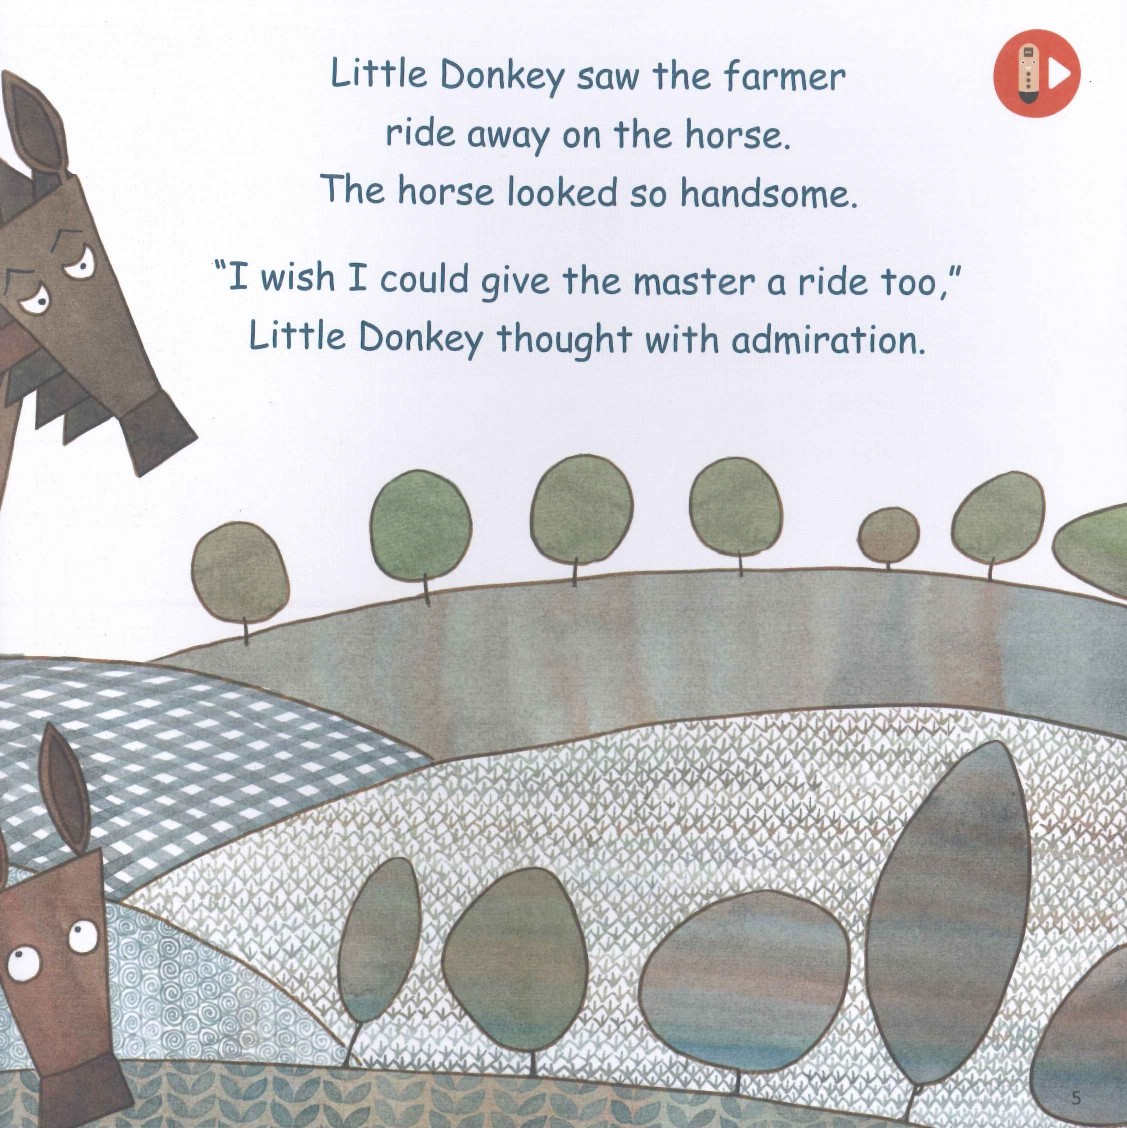 Little Donkey saw the farmer
ride away on the horse.
The horse looked so handsome.
“I wish I could give the master a ride too,”
Little Donkey thought with admiration.
5